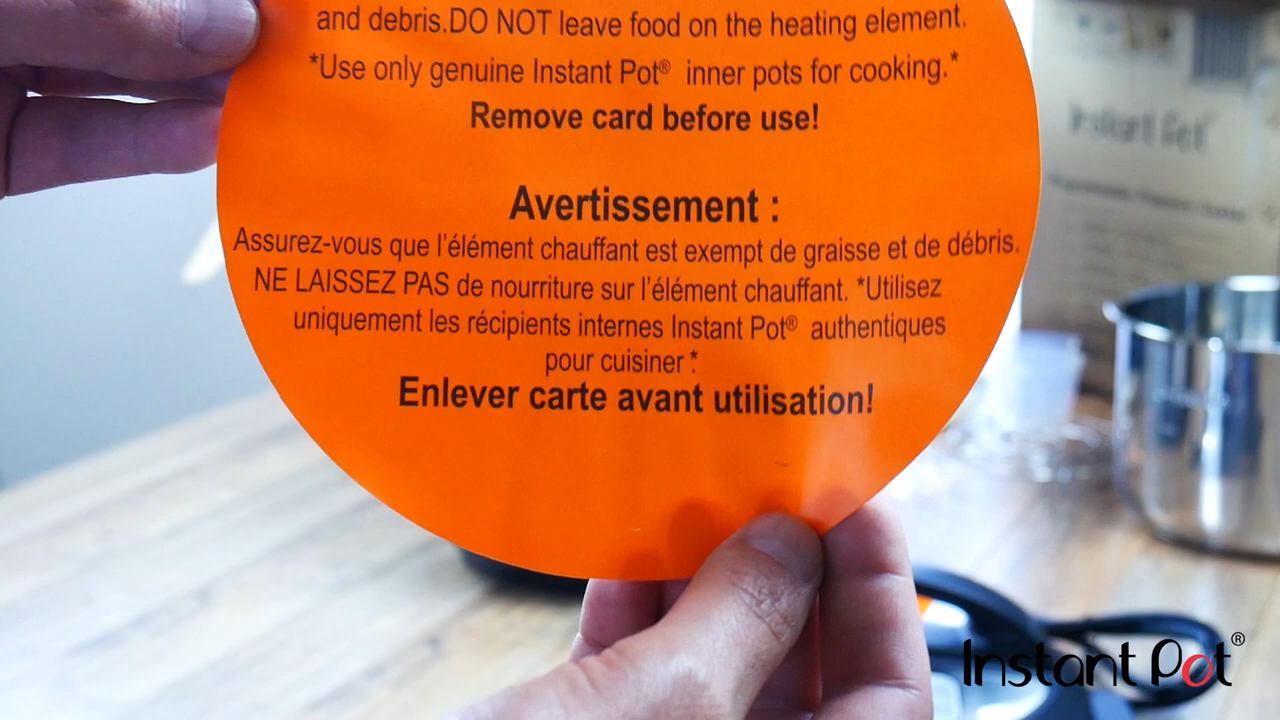 and debris.DO NOT leave food on the heating element.
*Use only genuine Instant Pot® inner pots for cooking.*
Remove card before use!
Avertissement :
Assurez-vous que l'élément chauffant est exempt de graisse et de débris.
NE LAISSEZ PAS de nourriture sur l'élément chauffant. *Utilisez
uniquement les récipients internes Instant Pot® authentiques
pour cuisiner *
Enlever carte avant utilisation!
Instant Pot
Instant Pot®